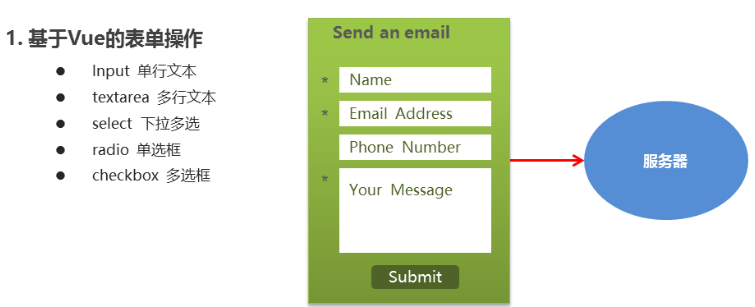 1. 基于Vue的表单操作
● Input 单行文本
● textarea 多行文本
● select 下拉多选
● radio 单选框
● checkbox 多选框
Send an email
* Name
* Email Address
Phone Number
* Your Message
Submit
服务器